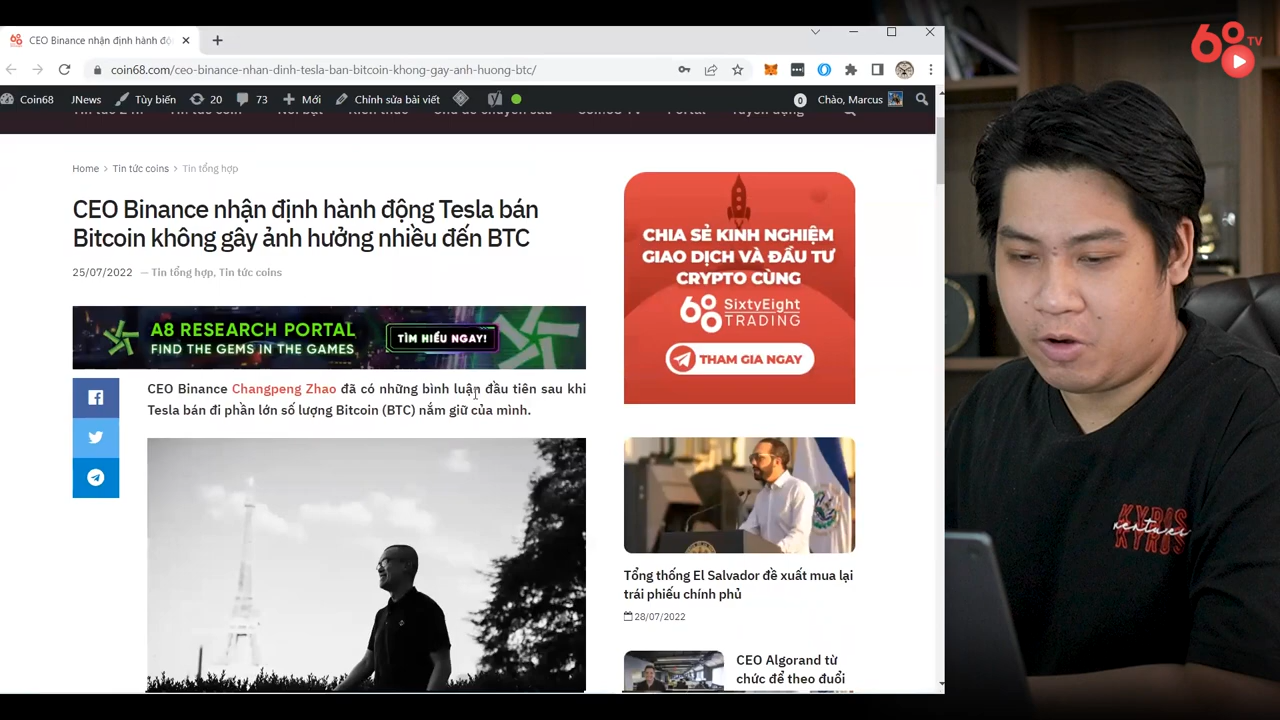 CEO Binance nhận định hành độ
coin68.com/ceo-binance-nhan-dinh-tesla-ban-bitcoin-khong-gay-anh-huong-btc/
Coin68 JNews Tùy biến 20 73 Mới Chỉnh sửa bài viết 0 Chào, Marcus
Home > Tin tức coins > Tin tổng hợp
CEO Binance nhận định hành động Tesla bán
Bitcoin không gây ảnh hưởng nhiều đến BTC
25/07/2022 — Tin tổng hợp, Tin tức coins
A8 RESEARCH PORTAL
FIND THE GEMS IN THE GAMES
TÌM HIỂU NGAY!
CEO Binance Changpeng Zhao đã có những bình luận đầu tiên sau khi
Tesla bán đi phần lớn số lượng Bitcoin (BTC) nắm giữ của mình.
CHIA SẺ KINH NGHIỆM
GIAO DỊCH VÀ ĐẦU TƯ
CRYPTO CÙNG
68 SixtyEight
TRADING
THAM GIA NGAY
Tổng thống El Salvador đề xuất mua lại
trái phiếu chính phủ
28/07/2022
CEO Algorand từ
chức để theo đuổi
68 TV
KYROS
ventures
KYROS